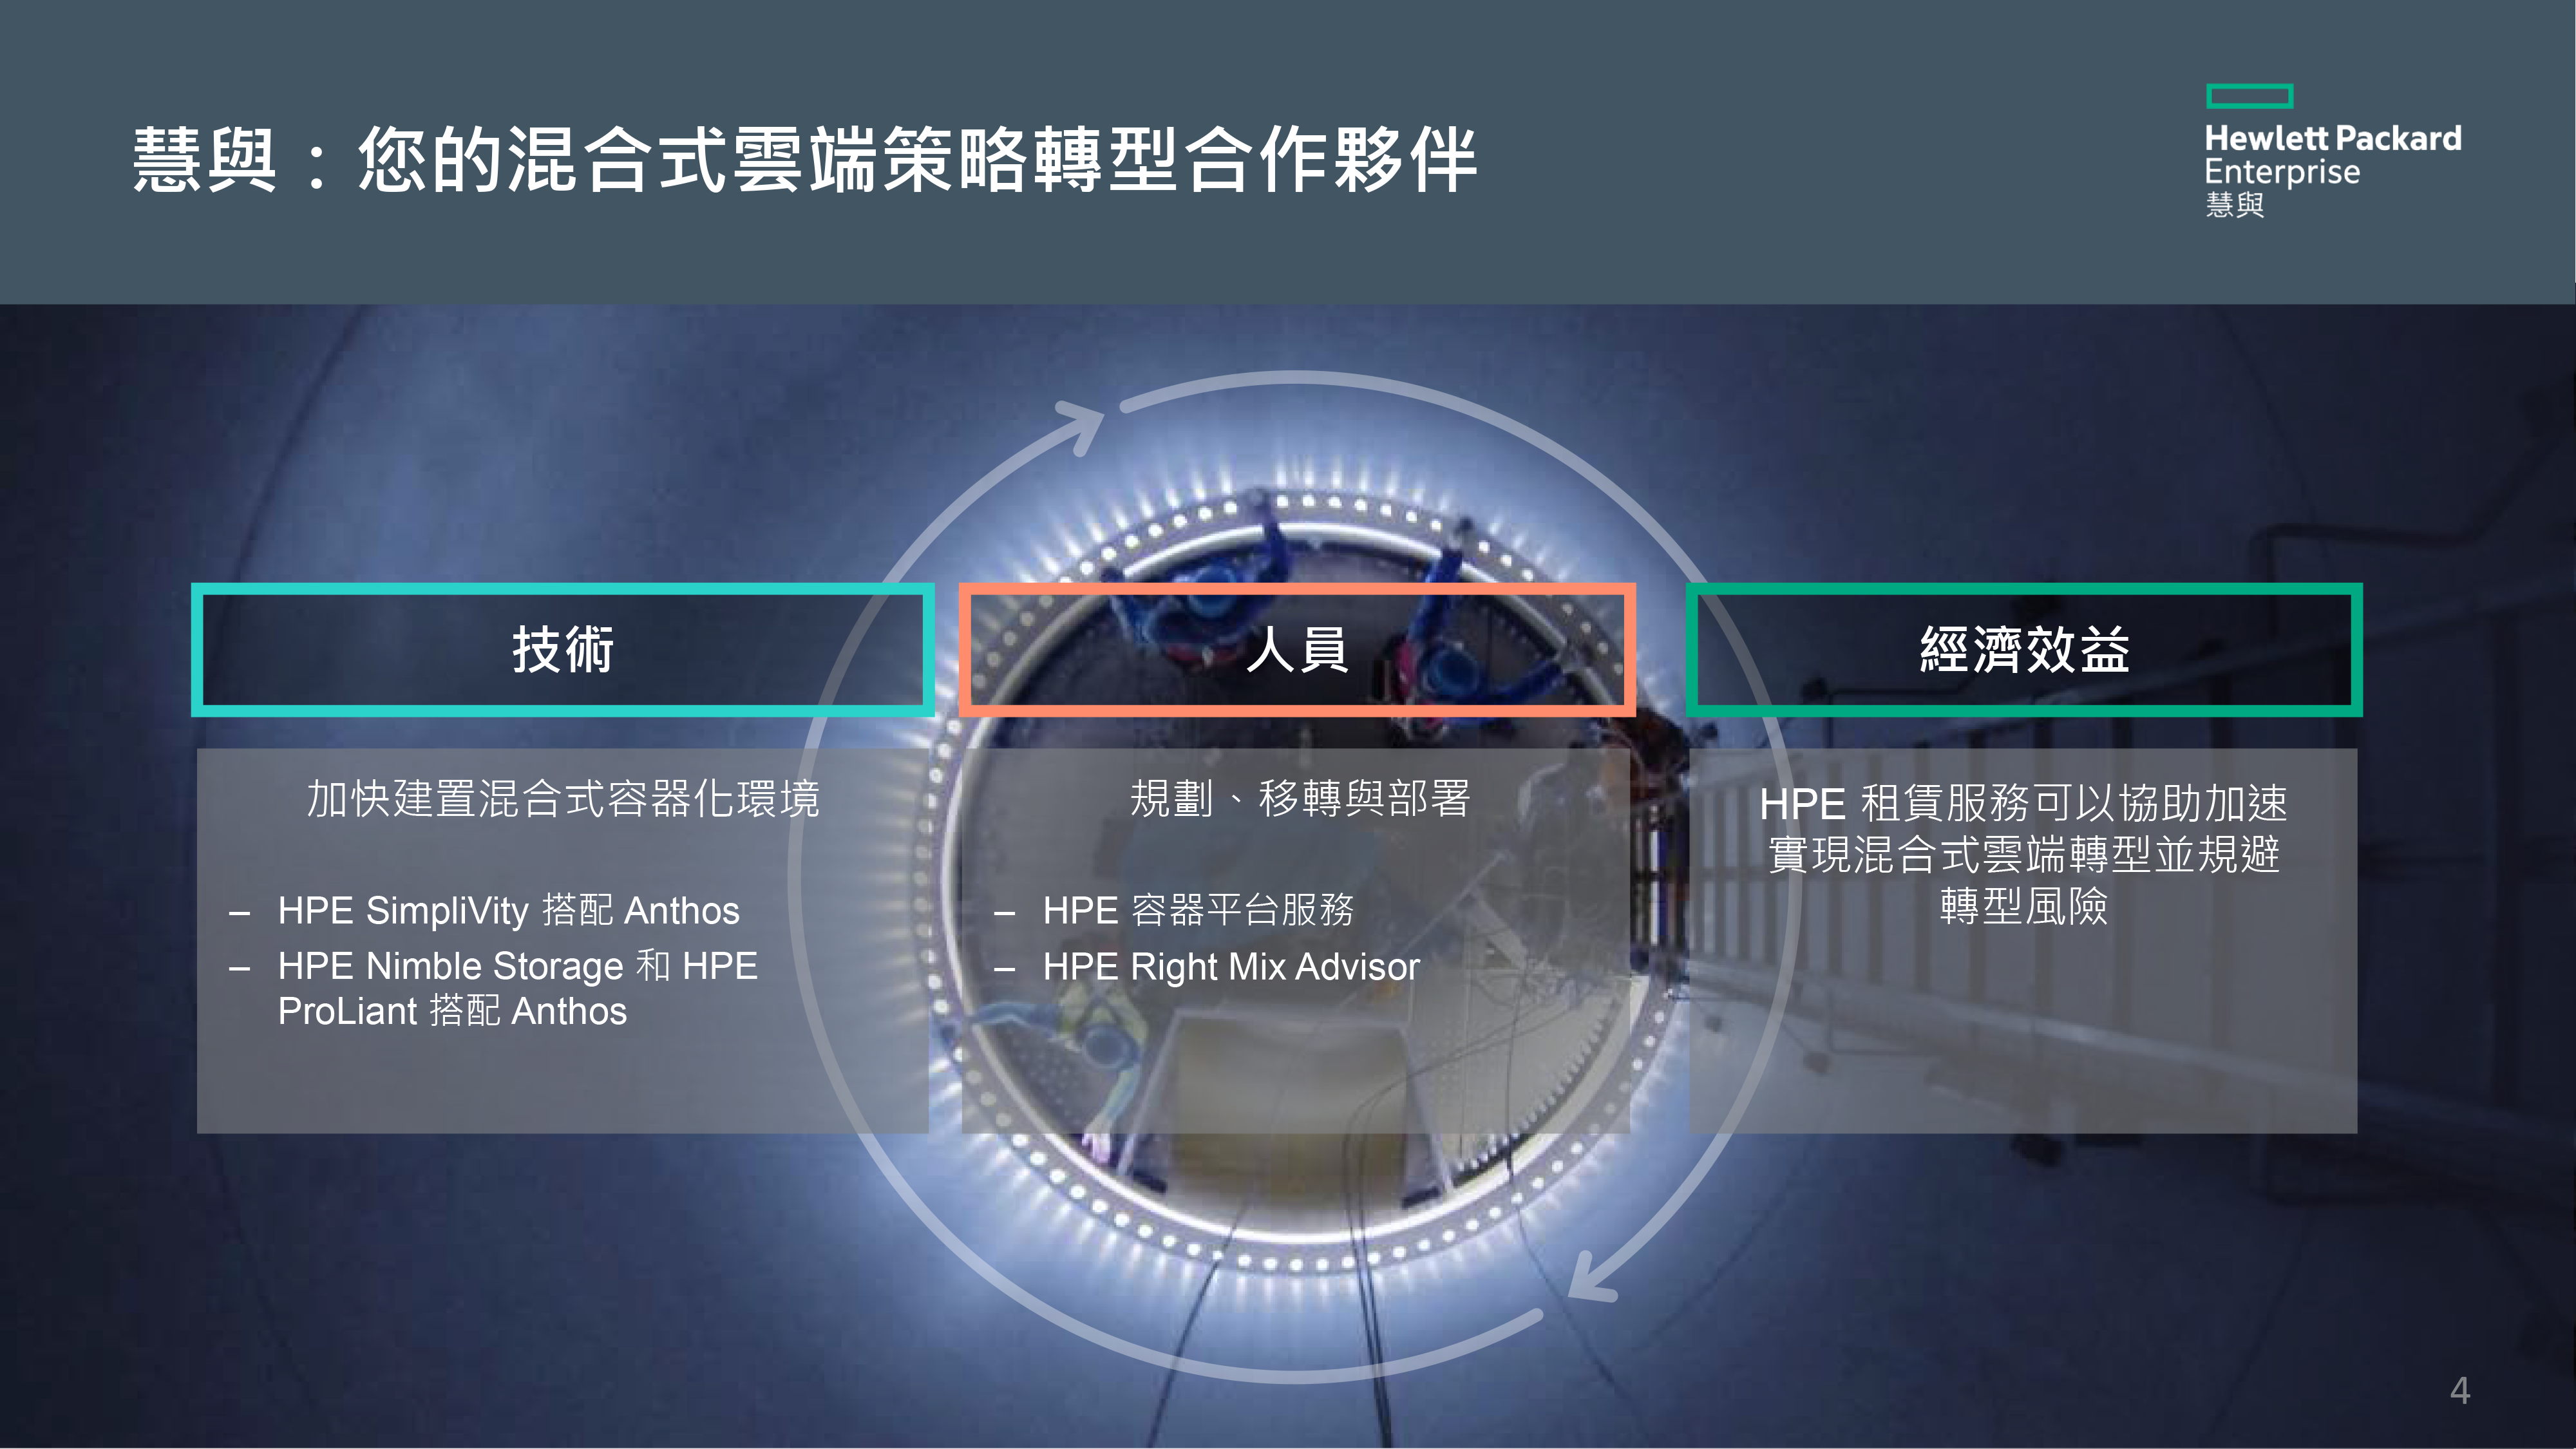 慧與：您的混合式雲端策略轉型合作夥伴
Hewlett Packard
Enterprise
慧與
技術
加快建置混合式容器化環境
– HPE SimpliVity 搭配 Anthos
– HPE Nimble Storage 和 HPE
ProLiant 搭配 Anthos
人員
規劃、移轉與部署
– HPE 容器平台服務
– HPE Right Mix Advisor
經濟效益
HPE 租賃服務可以協助加速
實現混合式雲端轉型並規避
轉型風險
4